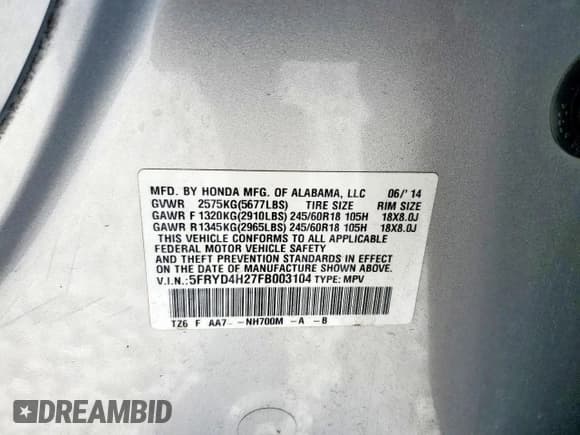 MFD. BY HONDA MFG. OF ALABAMA, LLC 06/'14
GVWR 2575KG(5677LBS) TIRE SIZE RIM SIZE
GAWR F 1320KG(2910LBS) 245/60R18 105H 18X8.0J
GAWR R 1345KG(2965LBS) 245/60R18 105H 18X8.0J
THIS VEHICLE CONFORMS TO ALL APPLICABLE
FEDERAL MOTOR VEHICLE SAFETY
AND THEFT PREVENTION STANDARDS IN EFFECT
ON THE DATE OF MANUFACTURE SHOWN ABOVE.
V.I.N.:5FRYD4H27FB003104 TYPE: MPV
TZ6 F AA7- -NH700M -A -B
DREAMBID